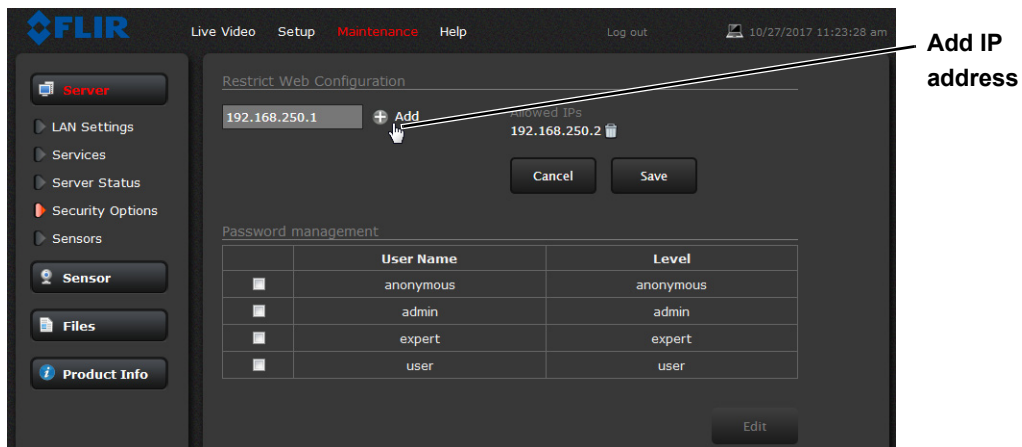 FLIR
Live Video Setup Maintenance Help Log out 10/27/2017 11:23:28 am
Add IP
address
Server
LAN Settings
Services
Server Status
Security Options
Sensors
Sensor
Files
Product Info
Restrict Web Configuration
192.168.250.1 Add
Allowed IPs
192.168.250.2
Cancel Save
Password management
User Name Level
anonymous anonymous
admin admin
expert expert
user user
Edit